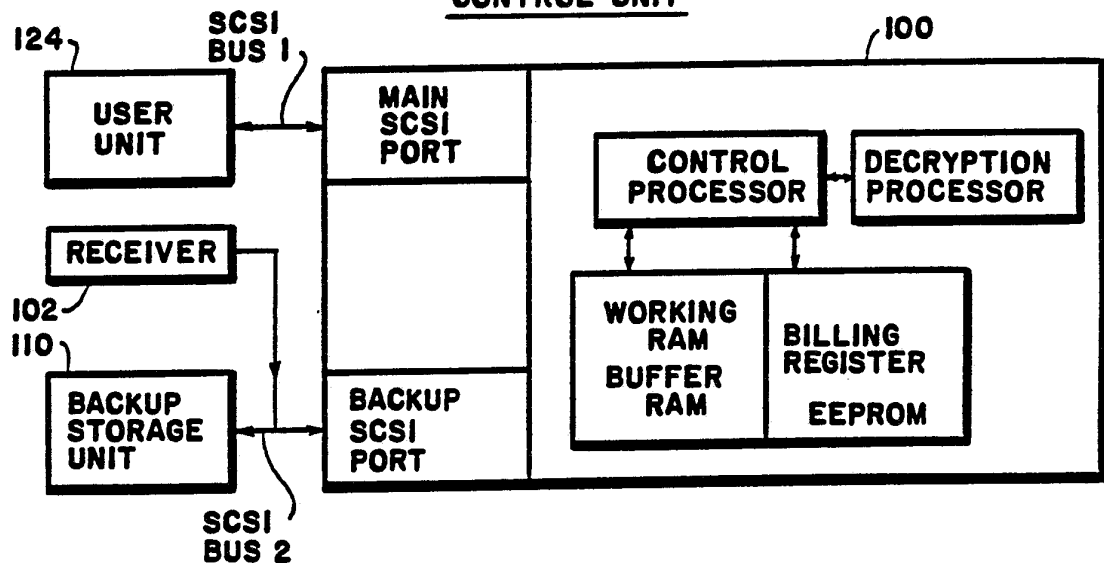 CONTROL UNIT
SCSI
BUS 1
124
100
USER
UNIT
MAIN
SCSI
PORT
CONTROL
PROCESSOR
DECRYPTION
PROCESSOR
RECEIVER
102
WORKING
RAM
BUFFER
RAM
BILLING
REGISTER
EEPROM
110
BACKUP
STORAGE
UNIT
BACKUP
SCSI
PORT
SCSI
BUS 2